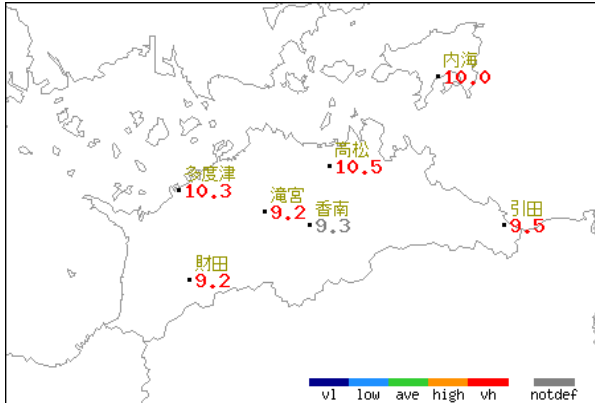 内海
10.0
高松
10.5
多度津
10.3
滝宮
9.2
香南
9.3
引田
9.5
財田
9.2
vl low ave high vh notdef